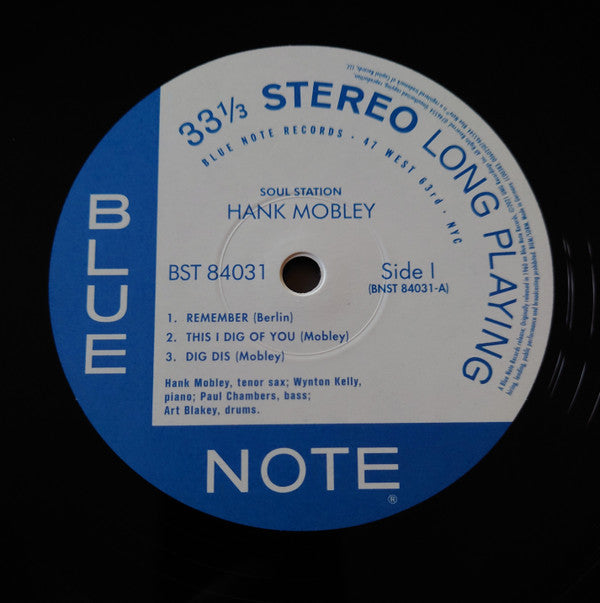 33 1/3 STEREO LONG PLAYING
BLUE NOTE RECORDS · 47 WEST 63rd · NYC
SOUL STATION
HANK MOBLEY
BST 84031
Side I
(BNST 84031-A)
1. REMEMBER (Berlin)
2. THIS I DIG OF YOU (Mobley)
3. DIG DIS (Mobley)
Hank Mobley, tenor sax; Wynton Kelly,
piano; Paul Chambers, bass;
Art Blakey, drums.
BLUE
NOTE
®